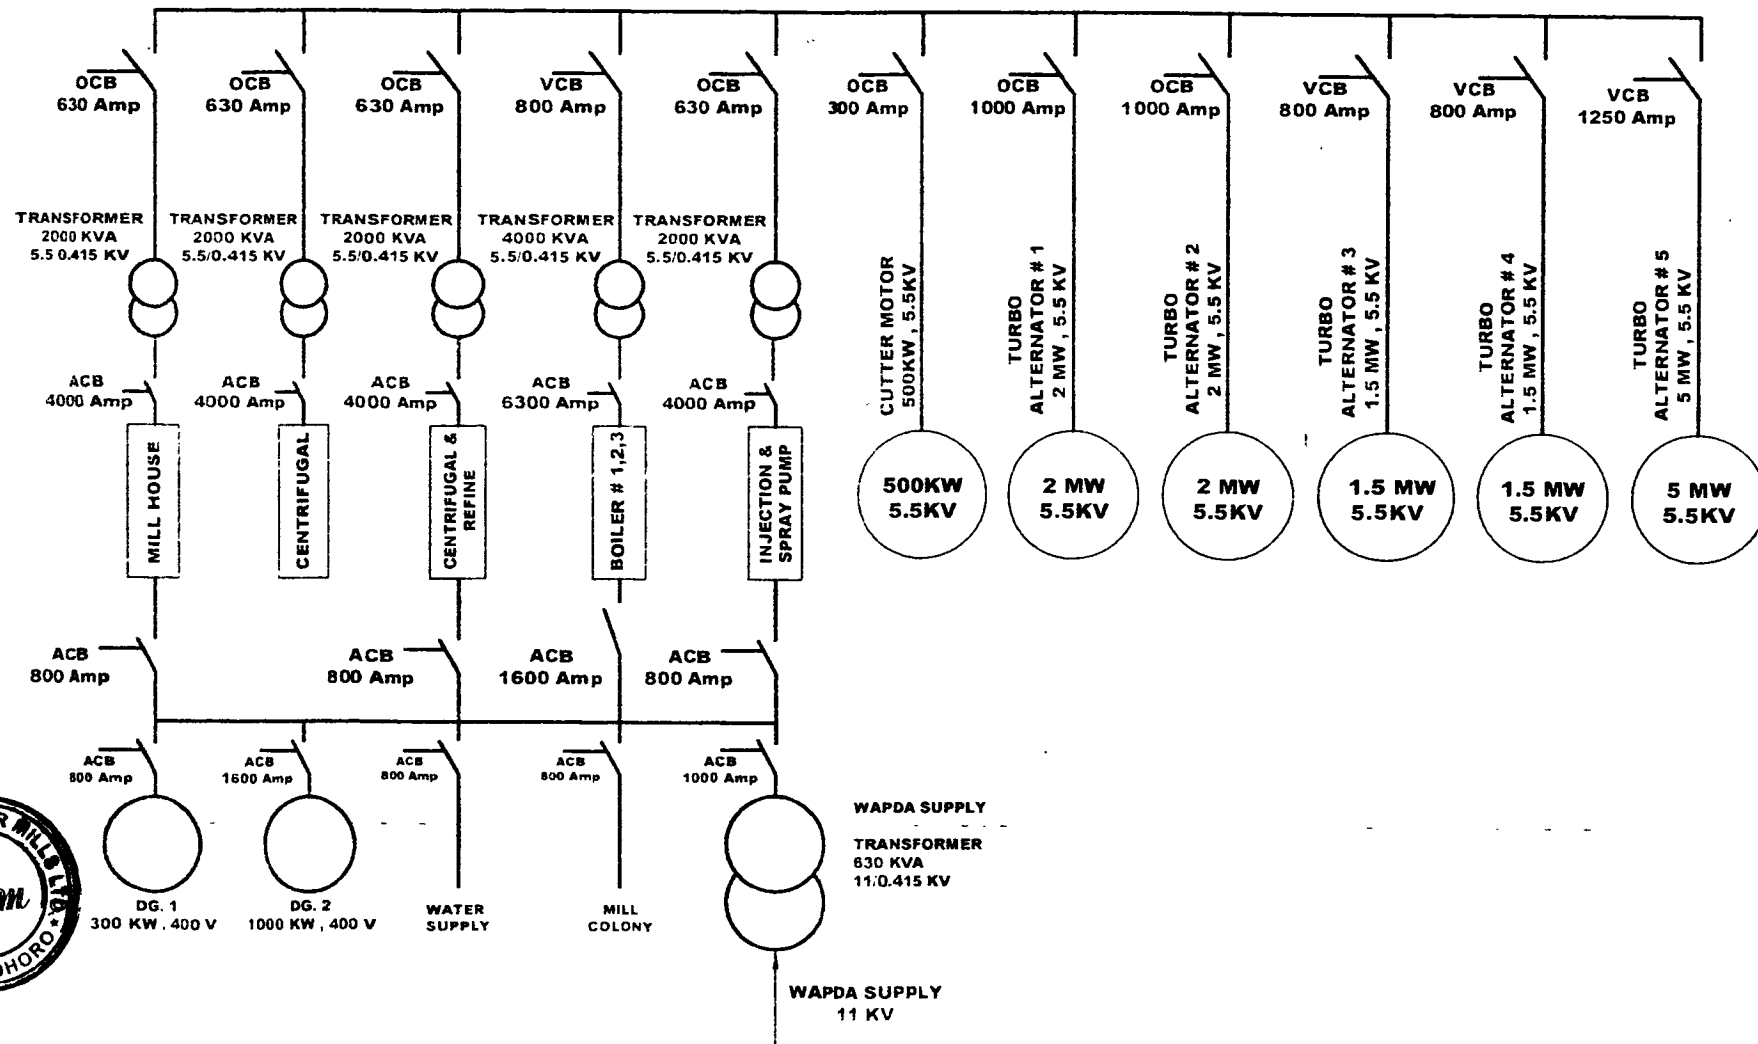 OCB
630 Amp
OCB
630 Amp
OCB
630 Amp
VCB
800 Amp
OCB
630 Amp
OCB
300 Amp
OCB
1000 Amp
OCB
1000 Amp
VCB
800 Amp
VCB
800 Amp
VCB
1250 Amp
TRANSFORMER
2000 KVA
5.5 0.415 KV
TRANSFORMER
2000 KVA
5.5/0.415 KV
TRANSFORMER
2000 KVA
5.5/0.415 KV
TRANSFORMER
4000 KVA
5.5/0.415 KV
TRANSFORMER
2000 KVA
5.5/0.415 KV
CUTTER MOTOR
500KW , 5.5KV
TURBO
ALTERNATOR # 1
2 MW , 5.5 KV
TURBO
ALTERNATOR # 2
2 MW , 5.5 KV
TURBO
ALTERNATOR # 3
1.5 MW , 5.5 KV
TURBO
ALTERNATOR # 4
1.5 MW , 5.5 KV
TURBO
ALTERNATOR # 5
5 MW , 5.5 KV
ACB
4000 Amp
ACB
4000 Amp
ACB
4000 Amp
ACB
6300 Amp
ACB
4000 Amp
MILL HOUSE
CENTRIFUGAL
CENTRIFUGAL &
REFINE
BOILER # 1,2,3
INJECTION &
SPRAY PUMP
500KW
5.5KV
2 MW
5.5KV
2 MW
5.5KV
1.5 MW
5.5KV
1.5 MW
5.5KV
5 MW
5.5KV
ACB
800 Amp
ACB
800 Amp
ACB
1600 Amp
ACB
800 Amp
ACB
800 Amp
ACB
1600 Amp
ACB
800 Amp
ACB
800 Amp
ACB
1000 Amp
WAPDA SUPPLY
TRANSFORMER
630 KVA
11/0.415 KV
DG. 1
300 KW , 400 V
DG. 2
1000 KW , 400 V
WATER
SUPPLY
MILL
COLONY
WAPDA SUPPLY
11 KV
MILLS LTD.